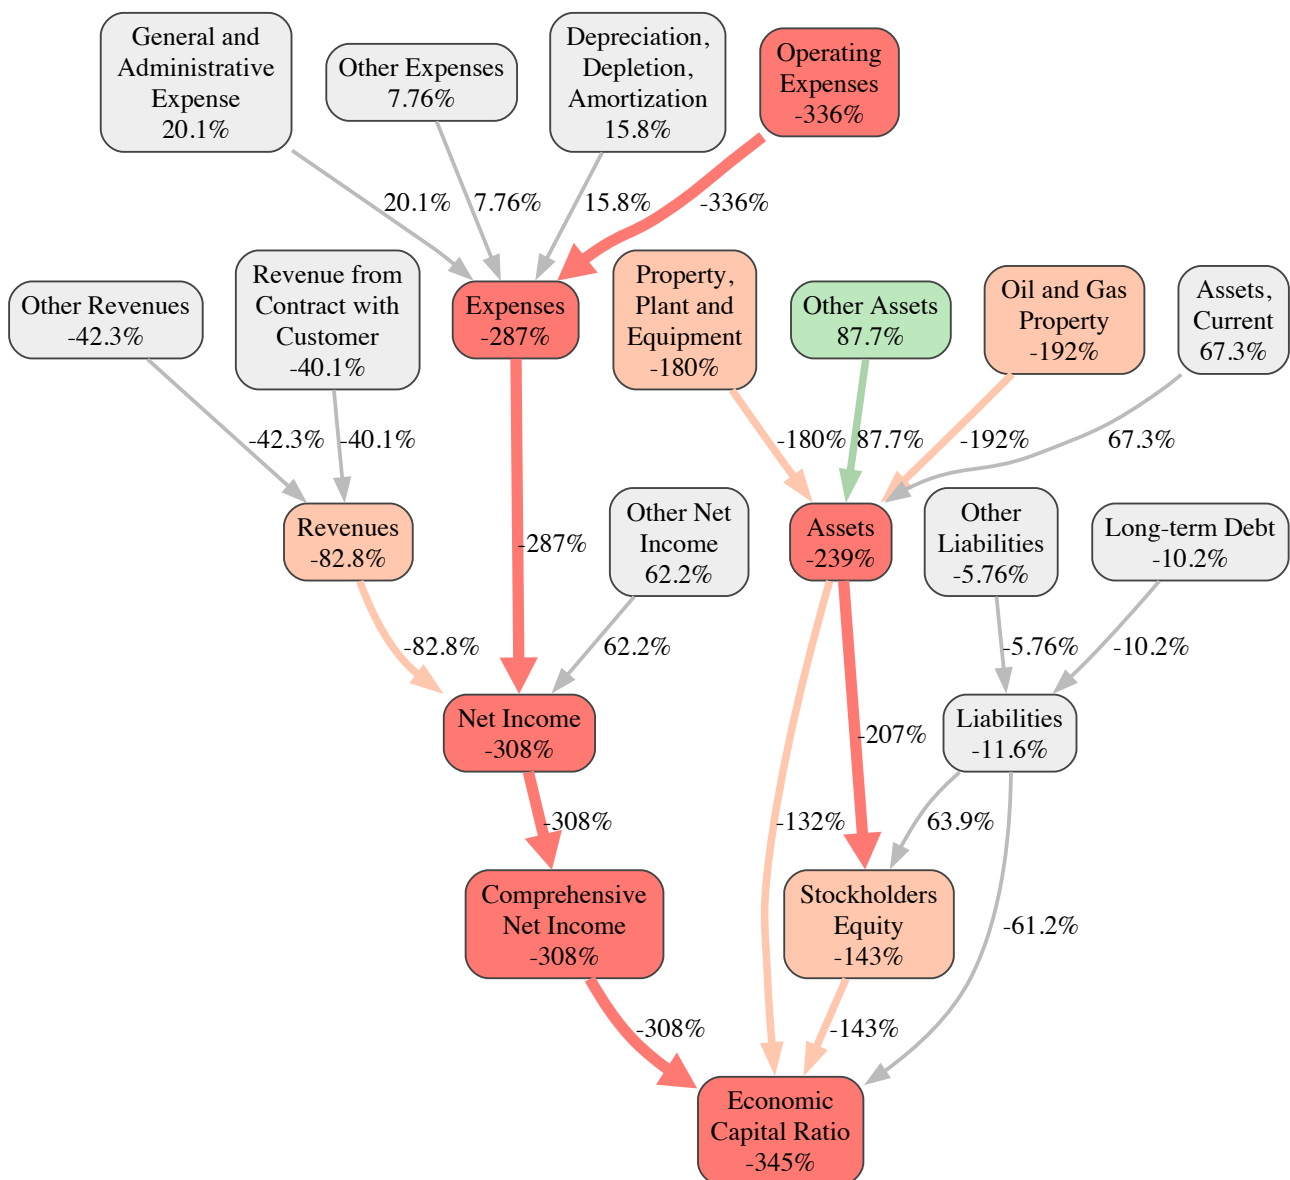 General and
Administrative
Expense
20.1%
Other Expenses
7.76%
Depreciation,
Depletion,
Amortization
15.8%
Operating
Expenses
-336%
20.1%
7.76%
15.8%
-336%
Other Revenues
-42.3%
Revenue from
Contract with
Customer
-40.1%
Expenses
-287%
Property,
Plant and
Equipment
-180%
Other Assets
87.7%
Oil and Gas
Property
-192%
Assets,
Current
67.3%
-42.3%
-40.1%
-180%
87.7%
-192%
67.3%
Revenues
-82.8%
-287%
Other Net
Income
62.2%
Assets
-239%
Other
Liabilities
-5.76%
Long-term Debt
-10.2%
-82.8%
62.2%
-5.76%
-10.2%
Net Income
-308%
-207%
Liabilities
-11.6%
-308%
-132%
63.9%
Comprehensive
Net Income
-308%
Stockholders
Equity
-143%
-61.2%
-308%
-143%
Economic
Capital Ratio
-345%